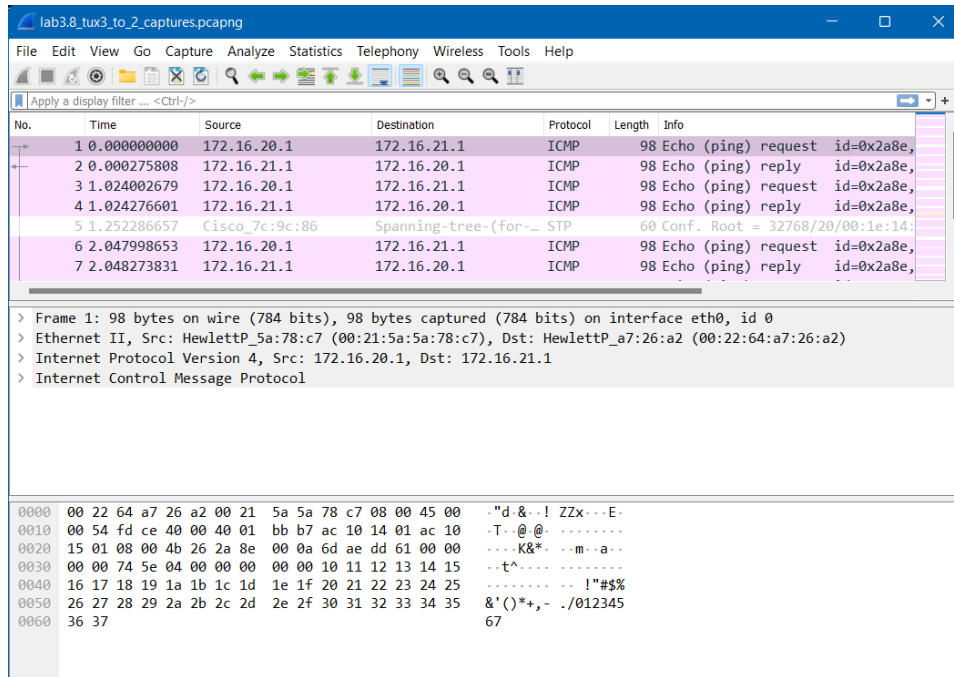 lab3.8_tux3_to_2_captures.pcapng
File Edit View Go Capture Analyze Statistics Telephony Wireless Tools Help
Apply a display filter ... <Ctrl-/>
No. Time Source Destination Protocol Length Info
1 0.000000000 172.16.20.1 172.16.21.1 ICMP 98 Echo (ping) request id=0x2a8e,
2 0.000275808 172.16.21.1 172.16.20.1 ICMP 98 Echo (ping) reply id=0x2a8e,
3 1.024002679 172.16.20.1 172.16.21.1 ICMP 98 Echo (ping) request id=0x2a8e,
4 1.024276601 172.16.21.1 172.16.20.1 ICMP 98 Echo (ping) reply id=0x2a8e,
5 1.252286657 Cisco_7c:9c:86 Spanning-tree-(for-… STP 60 Conf. Root = 32768/20/00:1e:14:
6 2.047998653 172.16.20.1 172.16.21.1 ICMP 98 Echo (ping) request id=0x2a8e,
7 2.048273831 172.16.21.1 172.16.20.1 ICMP 98 Echo (ping) reply id=0x2a8e,
> Frame 1: 98 bytes on wire (784 bits), 98 bytes captured (784 bits) on interface eth0, id 0
> Ethernet II, Src: HewlettP_5a:78:c7 (00:21:5a:5a:78:c7), Dst: HewlettP_a7:26:a2 (00:22:64:a7:26:a2)
> Internet Protocol Version 4, Src: 172.16.20.1, Dst: 172.16.21.1
> Internet Control Message Protocol
0000 00 22 64 a7 26 a2 00 21 5a 5a 78 c7 08 00 45 00 ·"d·&··! ZZx···E·
0010 00 54 fd ce 40 00 40 01 bb b7 ac 10 14 01 ac 10 ·T··@·@· ········
0020 15 01 08 00 4b 26 2a 8e 00 0a 6d ae dd 61 00 00 ····K&*· ··m··a··
0030 00 00 74 5e 04 00 00 00 00 00 10 11 12 13 14 15 ··t^···· ········
0040 16 17 18 19 1a 1b 1c 1d 1e 1f 20 21 22 23 24 25 ········ ·· !"#$%
0050 26 27 28 29 2a 2b 2c 2d 2e 2f 30 31 32 33 34 35 &'()*+,- ./012345
0060 36 37 67